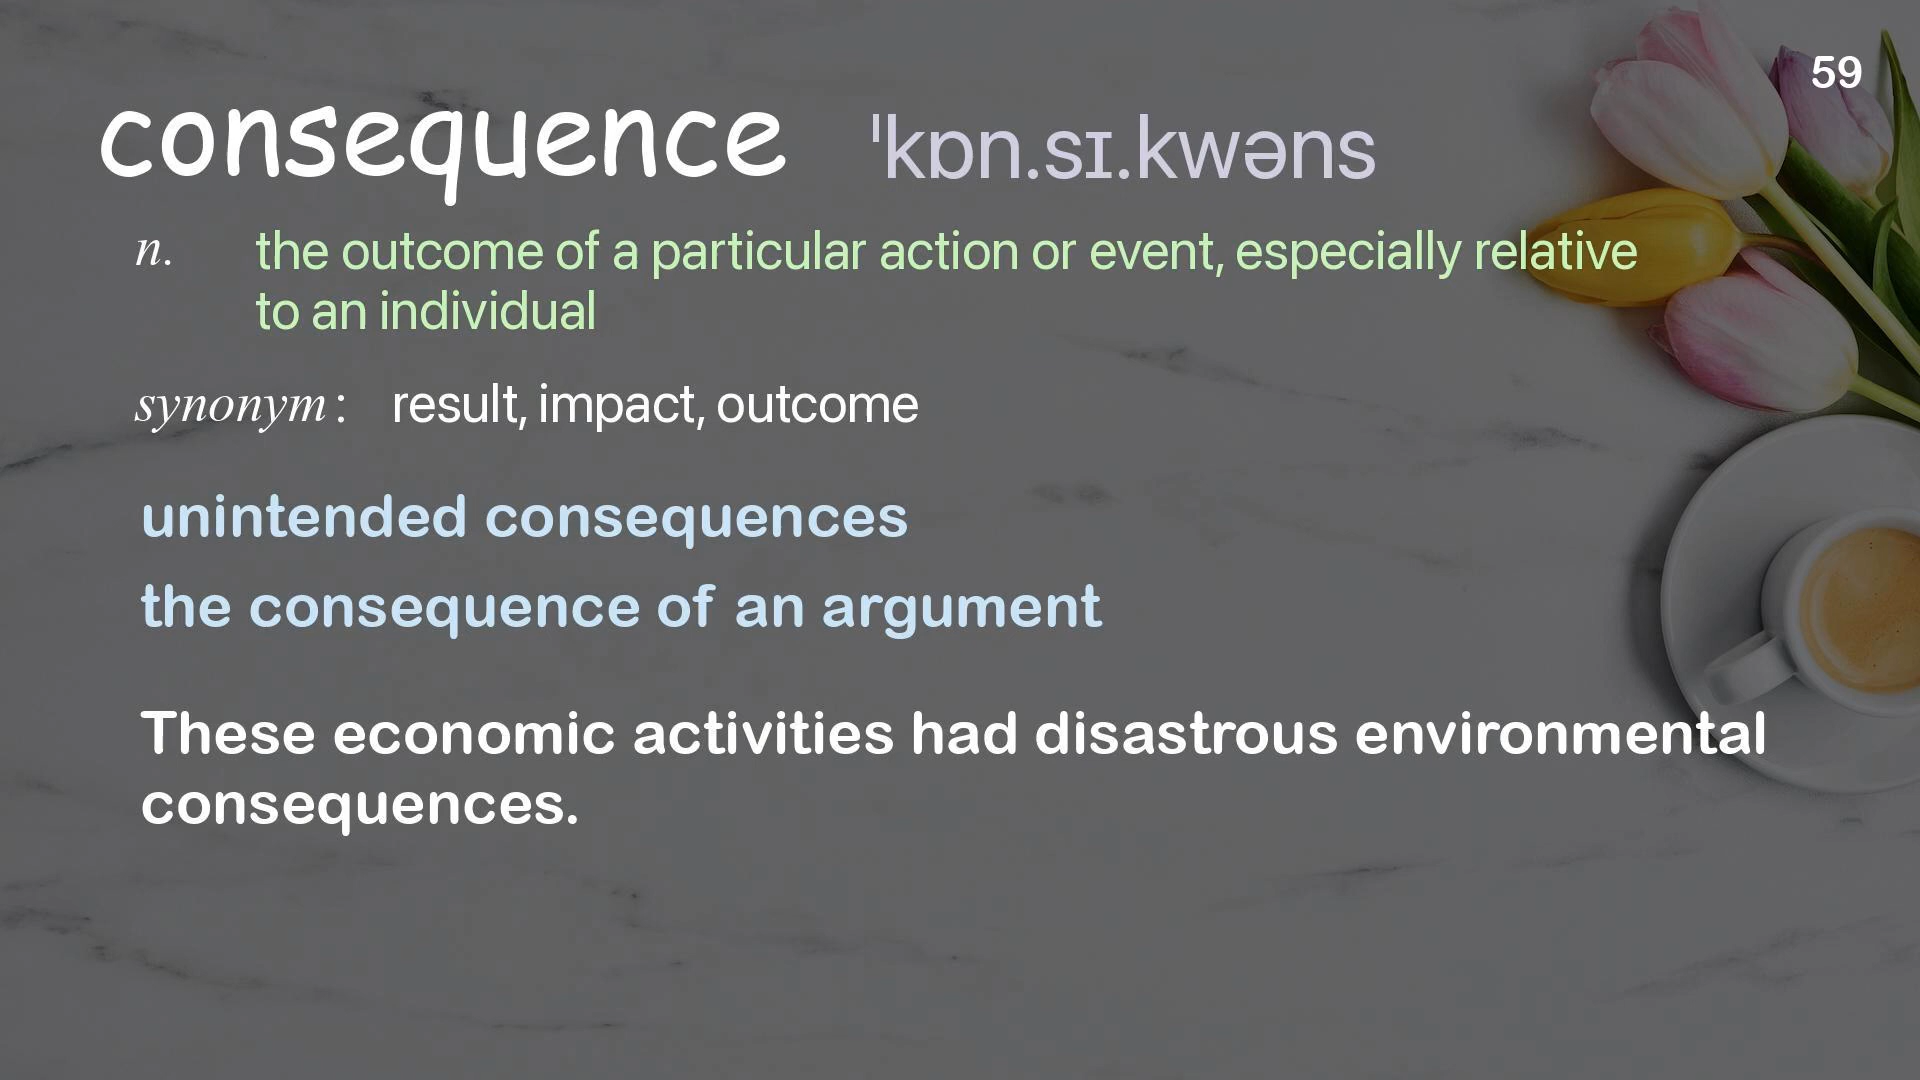 59
consequence ˈkɒn.sɪ.kwəns
n. the outcome of a particular action or event, especially relative
to an individual
synonym: result, impact, outcome
unintended consequences
the consequence of an argument
These economic activities had disastrous environmental
consequences.